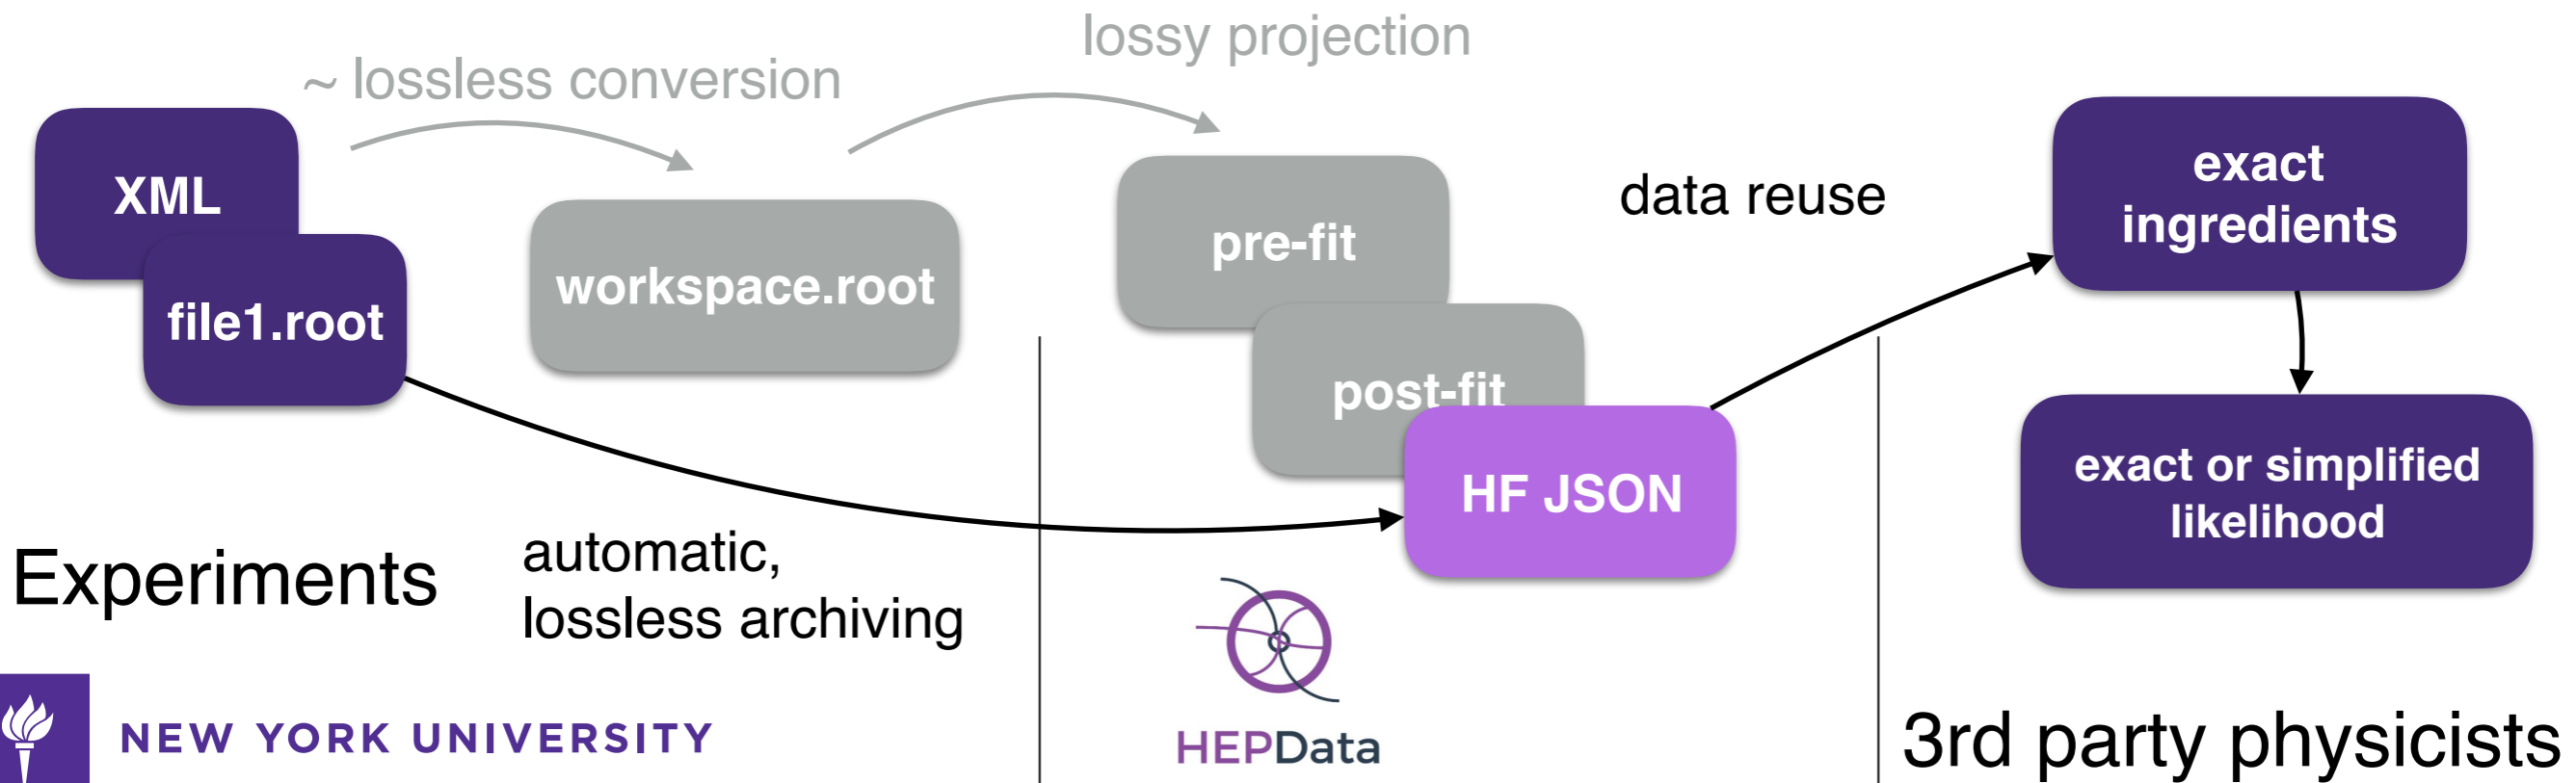 lossy projection
~ lossless conversion
XML
file1.root
workspace.root
pre-fit
post-fit
HF JSON
data reuse
exact
ingredients
exact or simplified
likelihood
Experiments
automatic,
lossless archiving
HEPData
3rd party physicists
NEW YORK UNIVERSITY